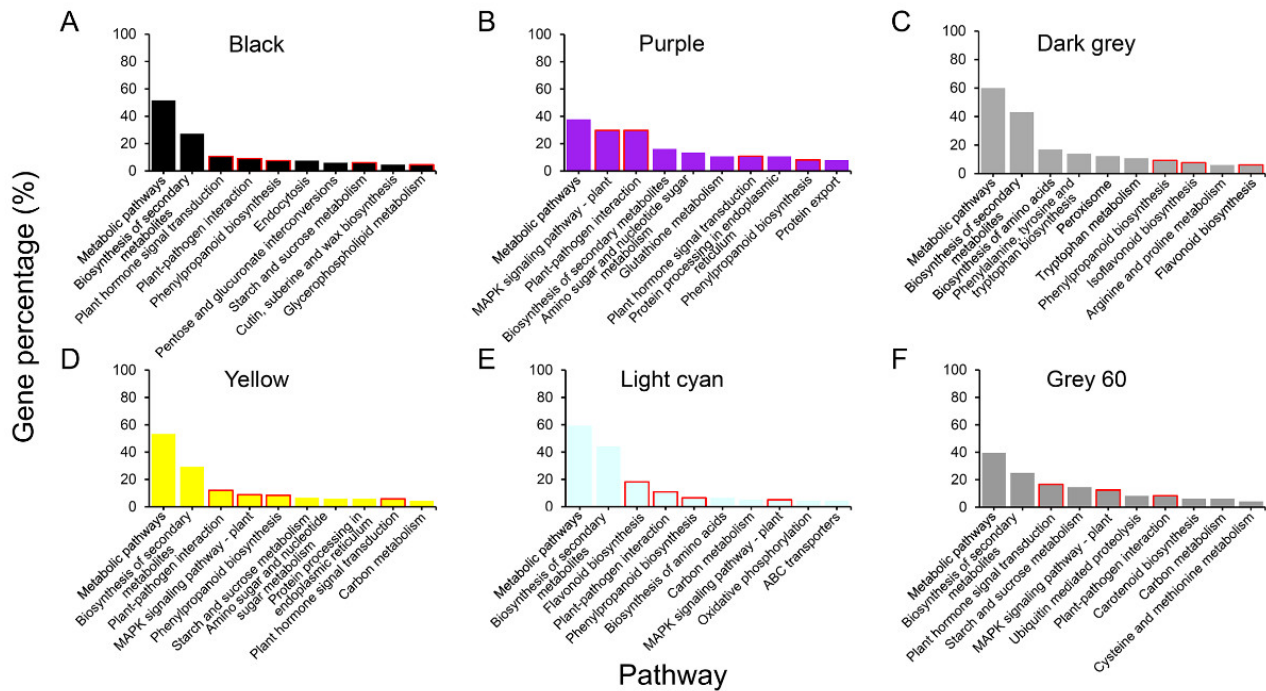 Gene percentage (%)
A
Black
100
80
60
40
20
0
Metabolic pathways
Biosynthesis of secondary
metabolites
Plant hormone signal transduction
Plant-pathogen interaction
Phenylpropanoid biosynthesis
Endocytosis
Pentose and glucuronate interconversions
Starch and sucrose metabolism
Cutin, suberine and wax biosynthesis
Glycerophospholipid metabolism
B
Purple
100
80
60
40
20
0
Metabolic pathways
MAPK signaling pathway - plant
Plant-pathogen interaction
Biosynthesis of secondary metabolites
Amino sugar and nucleotide sugar
metabolism
Glutathione metabolism
Plant hormone signal transduction
Protein processing in endoplasmic
reticulum
Phenylpropanoid biosynthesis
Protein export
C
Dark grey
100
80
60
40
20
0
Metabolic pathways
Biosynthesis of secondary
metabolites
Biosynthesis of amino acids
Phenylalanine, tyrosine and
tryptophan biosynthesis
Peroxisome
Tryptophan metabolism
Phenylpropanoid biosynthesis
Isoflavonoid biosynthesis
Arginine and proline metabolism
Flavonoid biosynthesis
D
Yellow
100
80
60
40
20
0
Metabolic pathways
Biosynthesis of secondary
metabolites
Plant-pathogen interaction
MAPK signaling pathway - plant
Phenylpropanoid biosynthesis
Starch and sucrose metabolism
Amino sugar and nucleotide
sugar metabolism
Protein processing in
endoplasmic reticulum
Plant hormone signal transduction
Carbon metabolism
E
Light cyan
100
80
60
40
20
0
Metabolic pathways
Biosynthesis of secondary
metabolites
Flavonoid biosynthesis
Plant-pathogen interaction
Phenylpropanoid biosynthesis
Biosynthesis of amino acids
Carbon metabolism
MAPK signaling pathway - plant
Oxidative phosphorylation
ABC transporters
F
Grey 60
100
80
60
40
20
0
Metabolic pathways
Biosynthesis of secondary
metabolites
Plant hormone signal transduction
Starch and sucrose metabolism
MAPK signaling pathway - plant
Ubiquitin mediated proteolysis
Plant-pathogen interaction
Carotenoid biosynthesis
Carbon metabolism
Cysteine and methionine metabolism
Pathway